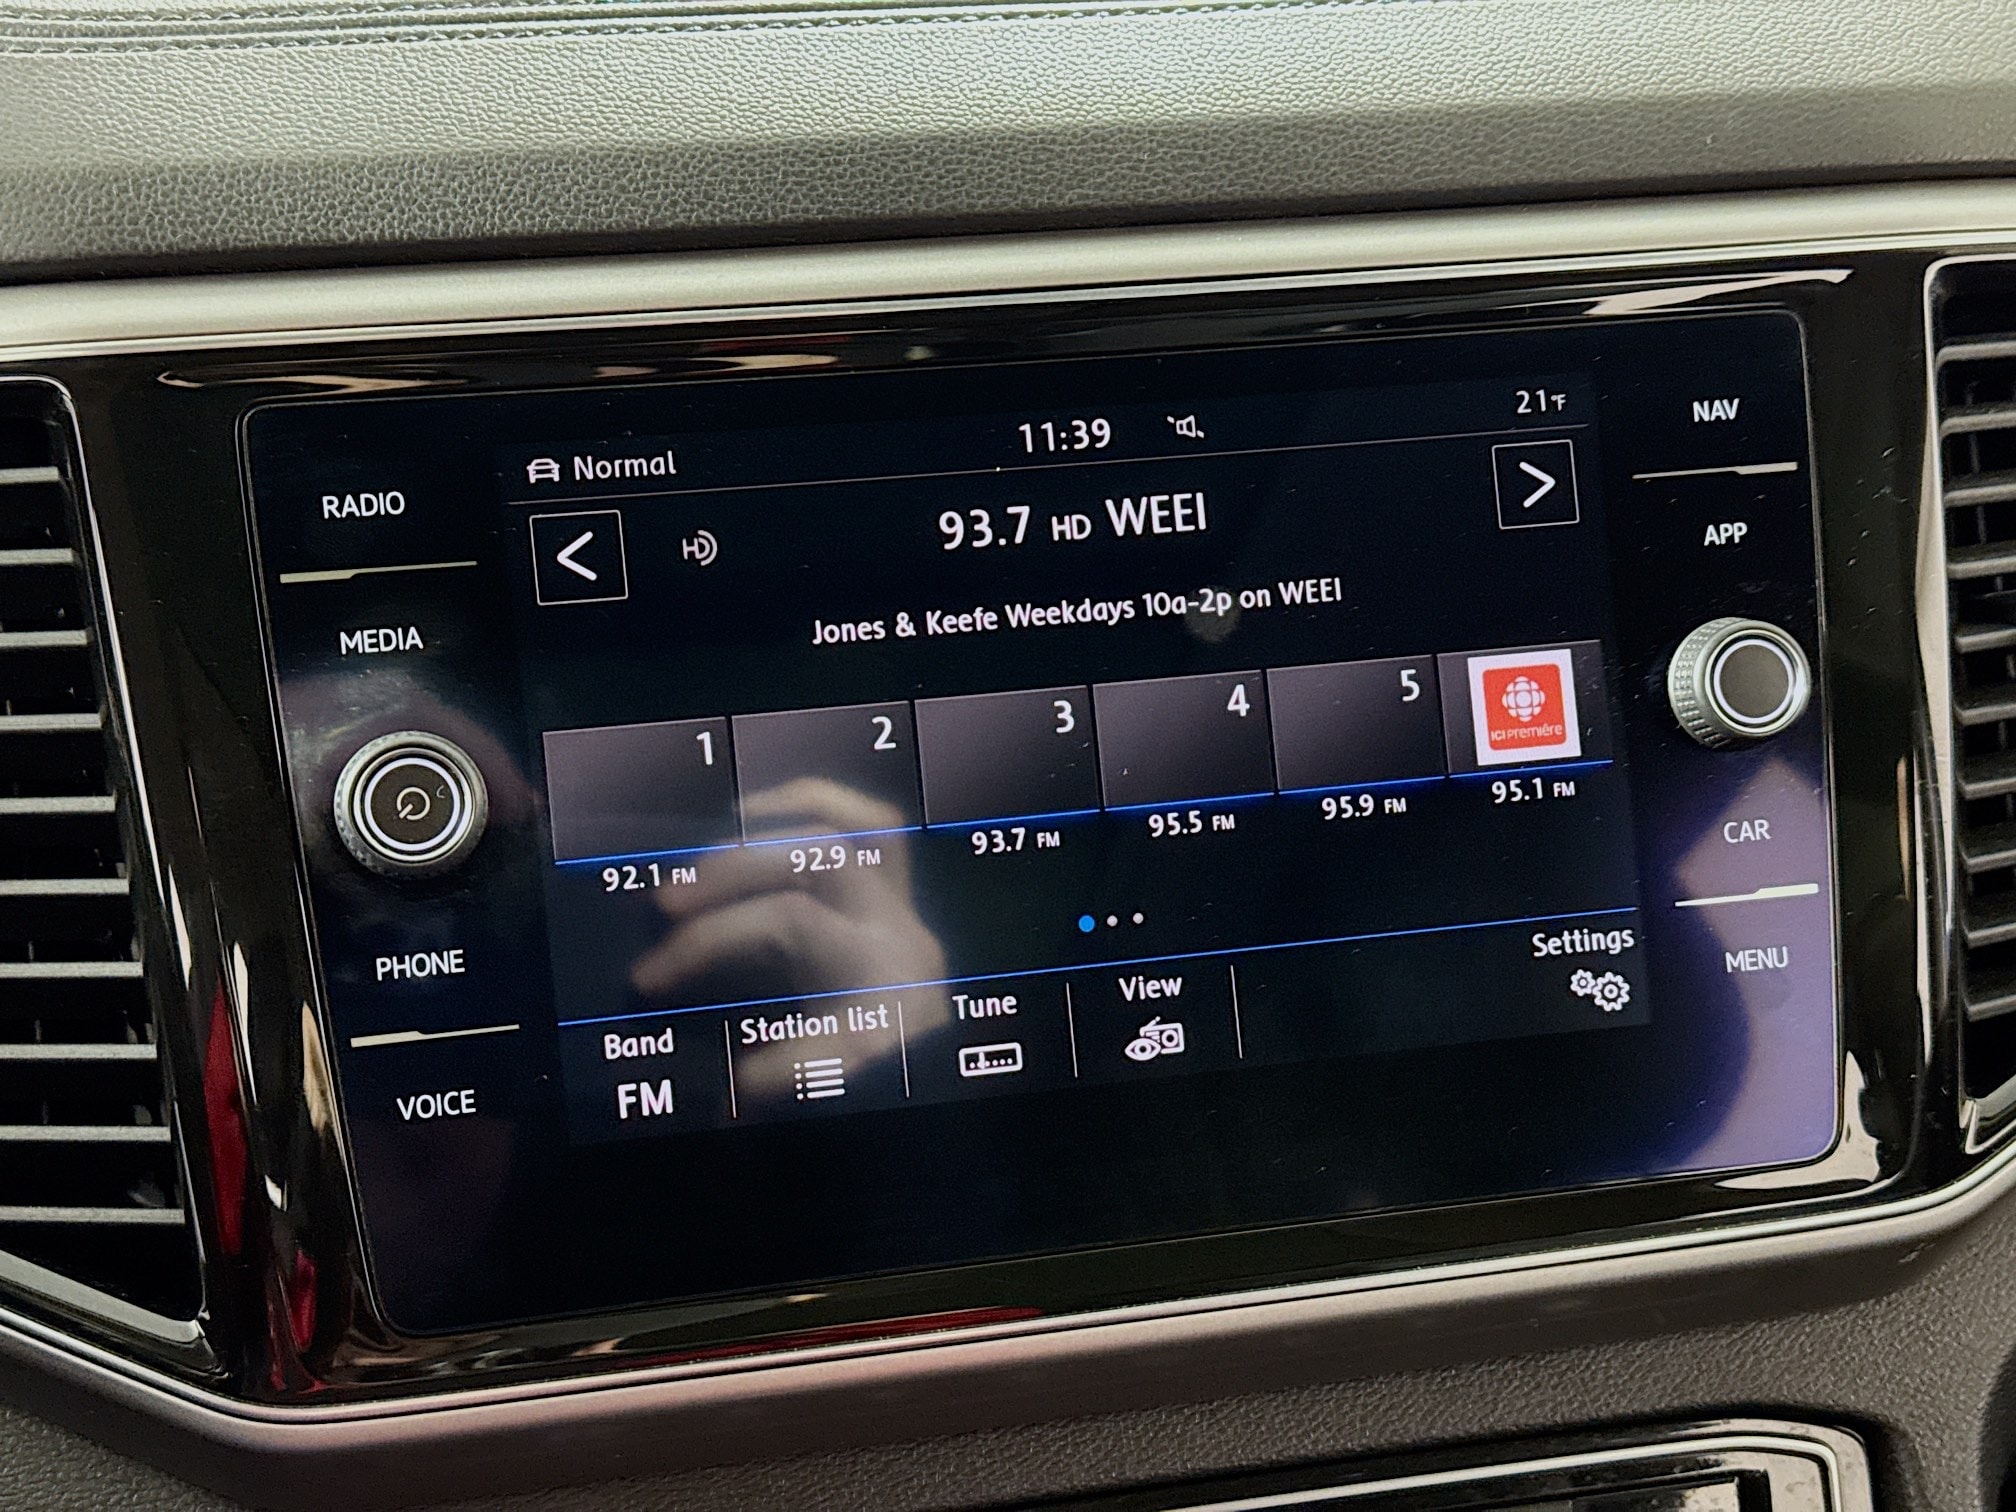 RADIO
MEDIA
PHONE
VOICE
Normal
11:39
21°F
HD
93.7 HD WEEI
Jones & Keefe Weekdays 10a-2p on WEEI
1
2
3
4
5
ICI PREMIÈRE
92.1 FM
92.9 FM
93.7 FM
95.5 FM
95.9 FM
95.1 FM
Band
FM
Station list
Tune
View
Settings
NAV
APP
CAR
MENU